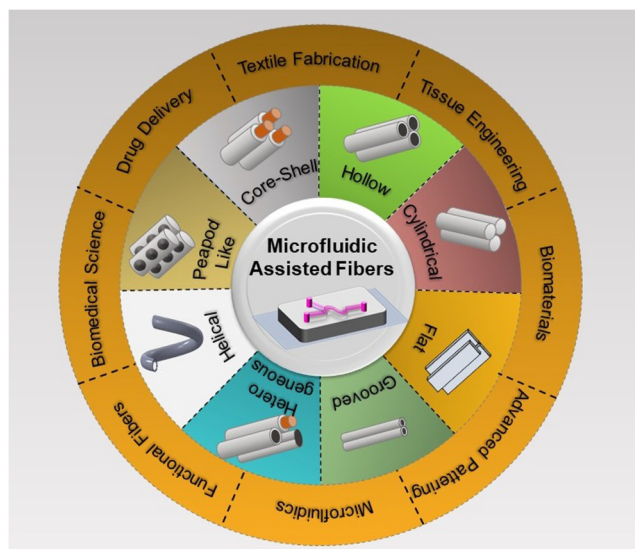 Microfluidic
Assisted Fibers
Core-Shell
Hollow
Cylindrical
Flat
Grooved
Hetero
geneous
Helical
Peapod
Like
Textile Fabrication
Tissue Engineering
Biomaterials
Advanced Pattering
Microfluidics
Functional Fibers
Biomedical Science
Drug Delivery